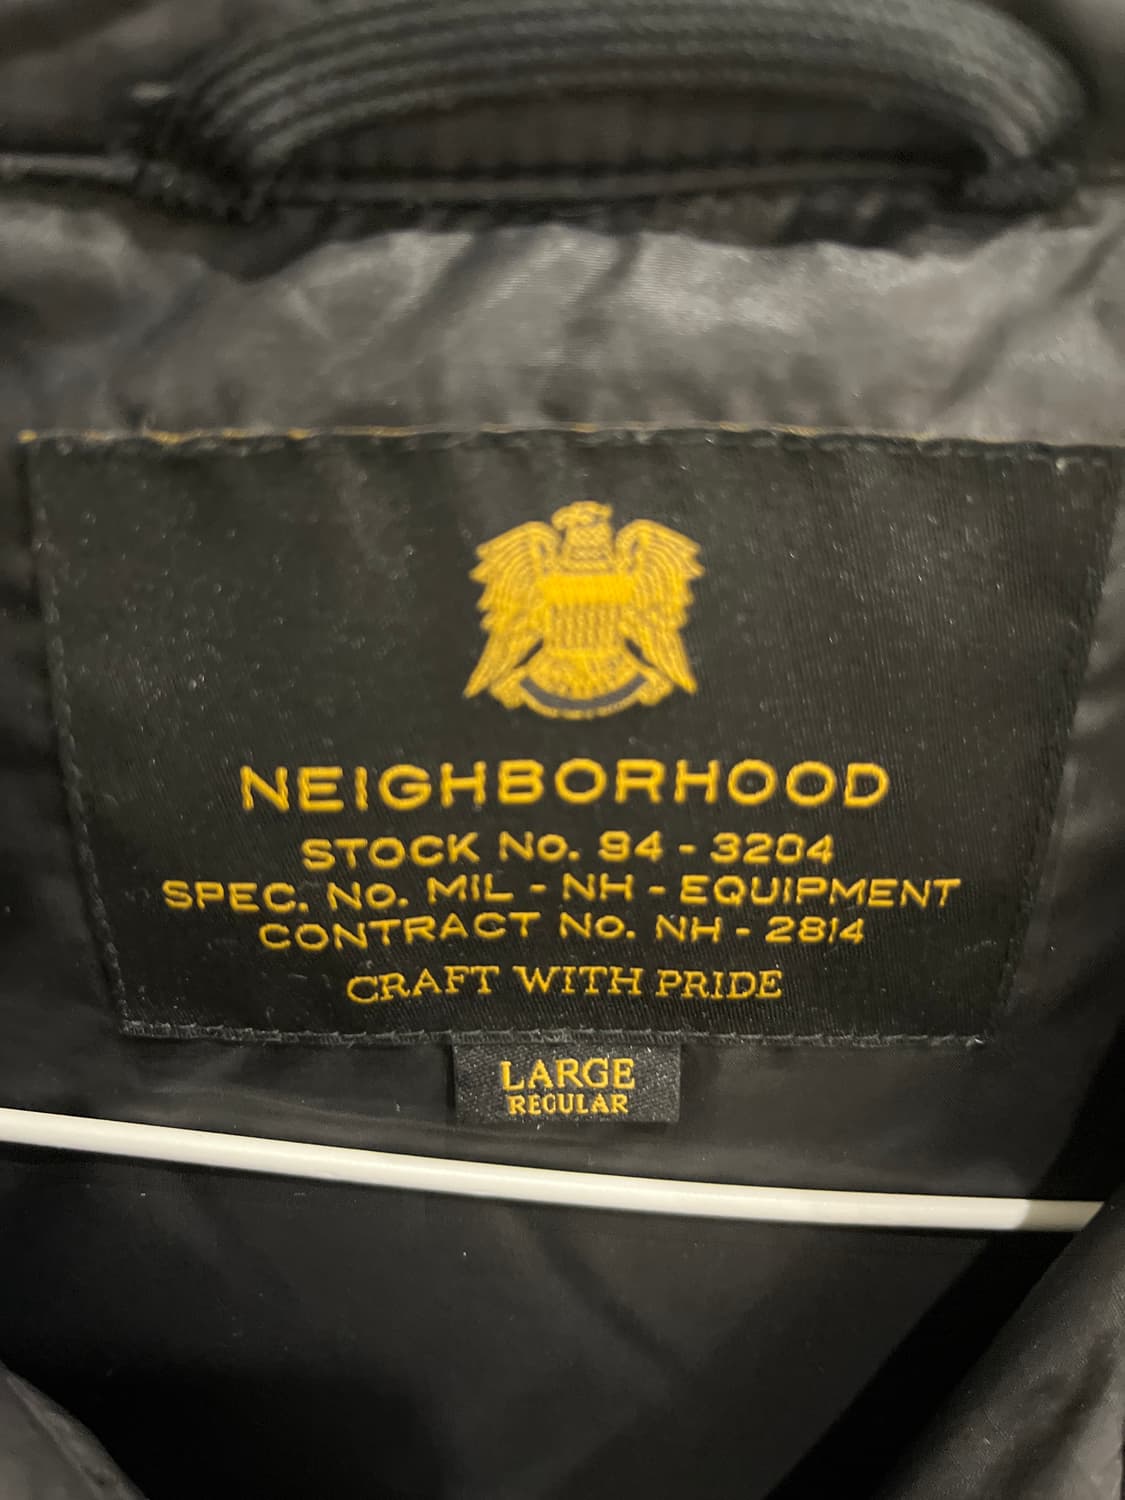 NEIGHBORHOOD
STOCK No. 94 - 3204
SPEC. No. MIL - NH - EQUIPMENT
CONTRACT No. NH - 2814
CRAFT WITH PRIDE
LARGE
REGULAR